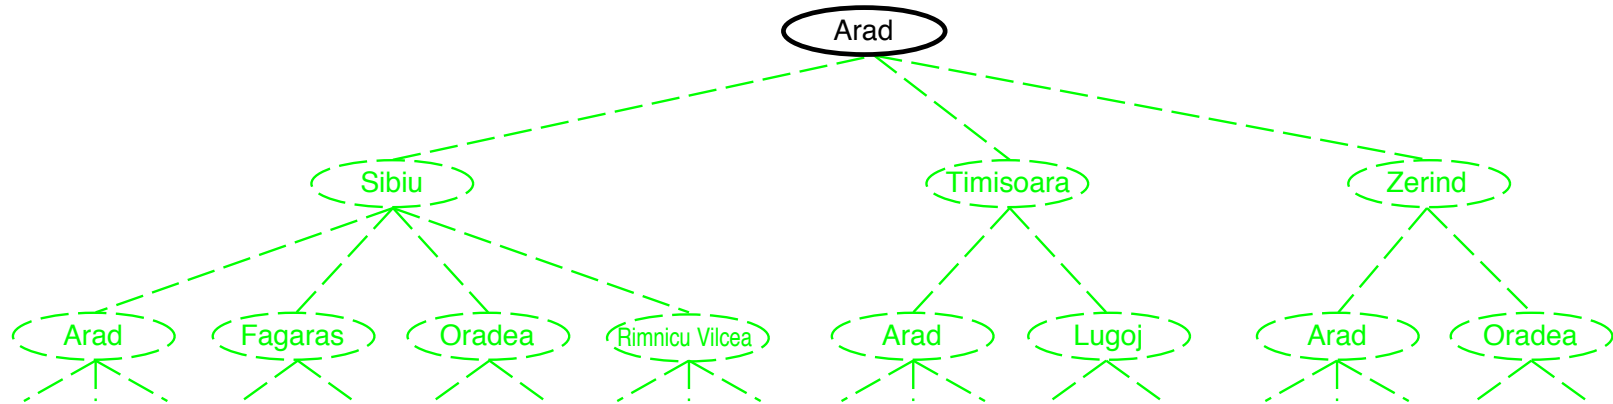 Arad
Sibiu
Timisoara
Zerind
Arad
Fagaras
Oradea
Rimnicu Vilcea
Arad
Lugoj
Arad
Oradea